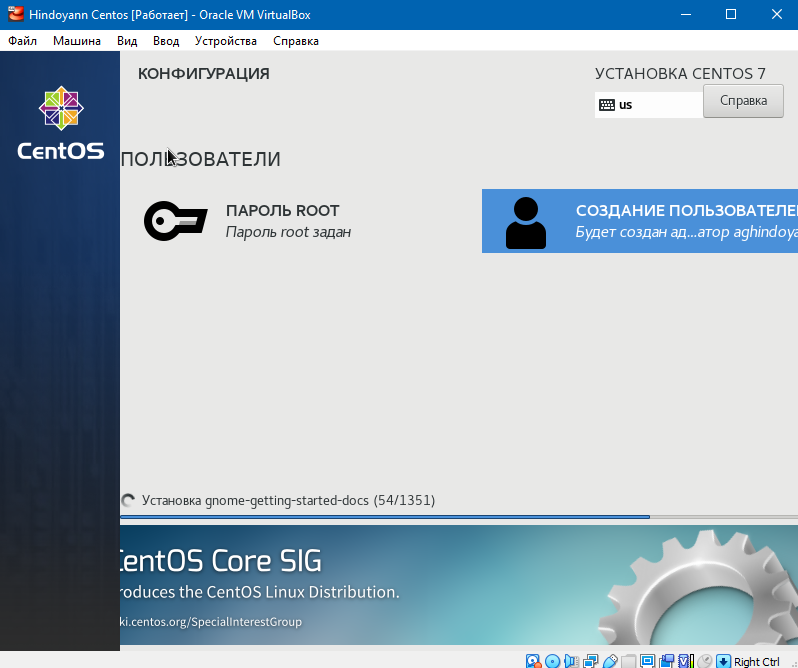 Hindoyann Centos [Работает] - Oracle VM VirtualBox
Файл Машина Вид Ввод Устройства Справка
КОНФИГУРАЦИЯ
УСТАНОВКА CENTOS 7
us
Справка
CentOS
ПОЛЬЗОВАТЕЛИ
ПАРОЛЬ ROOT
Пароль root задан
СОЗДАНИЕ ПОЛЬЗОВАТЕЛЕ
Будет создан ад...атор aghindoya
Установка gnome-getting-started-docs (54/1351)
CentOS Core SIG
roduces the CentOS Linux Distribution.
ki.centos.org/SpecialInterestGroup
Right Ctrl